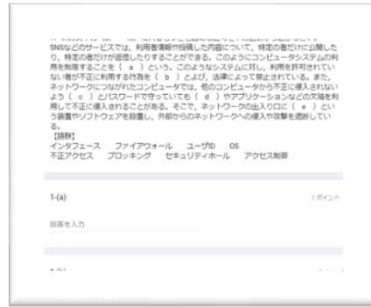 SNSなどのサービスでは、利用者情報や投稿した内容について、特定の者だけに公開した
り、特定の者だけが返信したりすることができる。このようにコンピュータシステムの利
用を制限することを（ a ）という。このようなシステムに対し、利用を許可されてい
ない者が不正に利用する行為を（ b ）とよび、法律によって禁止されている。また、
ネットワークにつながれたコンピュータでは、他のコンピュータから不正に侵入されない
よう（ c ）とパスワードで守っていても（ d ）やアプリケーションなどの欠陥を利
用して不正に侵入されることがある。そこで、ネットワークの出入り口に（ e ）とい
う装置やソフトウェアを設置し、外部からのネットワークへの侵入や攻撃を遮断してい
る。
【語群】
インタフェース ファイアウォール ユーザID OS
不正アクセス ブロッキング セキュリティホール アクセス制御
1-(a)
1 ポイント
回答を入力